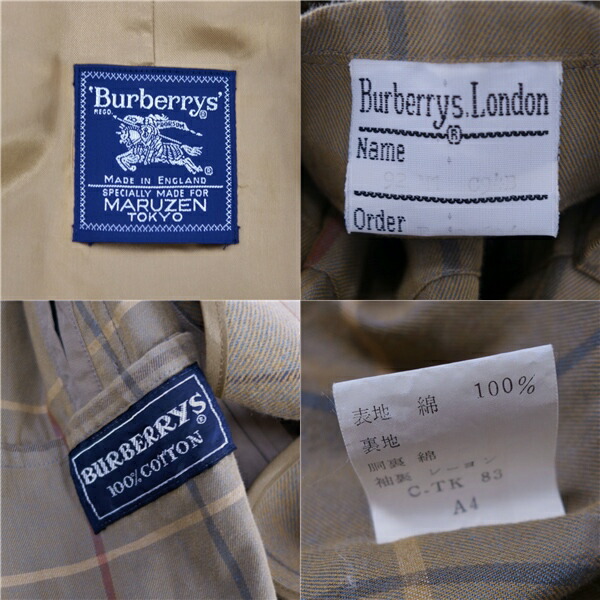 'Burberrys'
REGD. ®
MADE IN ENGLAND
SPECIALLY MADE FOR
MARUZEN
TOKYO
Burberrys.London
®
Name
Order
BURBERRYS®
100% COTTON
表地 綿 100%
裏地
胴裏 綿
袖裏 レーヨン
C.TK 83
A4